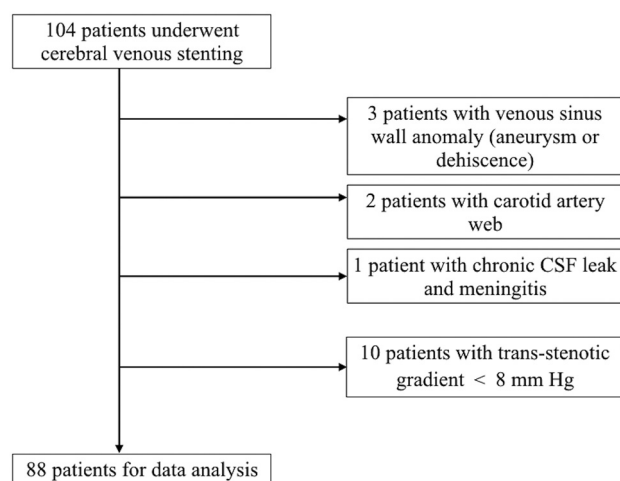 104 patients underwent
cerebral venous stenting
3 patients with venous sinus
wall anomaly (aneurysm or
dehiscence)
2 patients with carotid artery
web
1 patient with chronic CSF leak
and meningitis
10 patients with trans-stenotic
gradient < 8 mm Hg
88 patients for data analysis